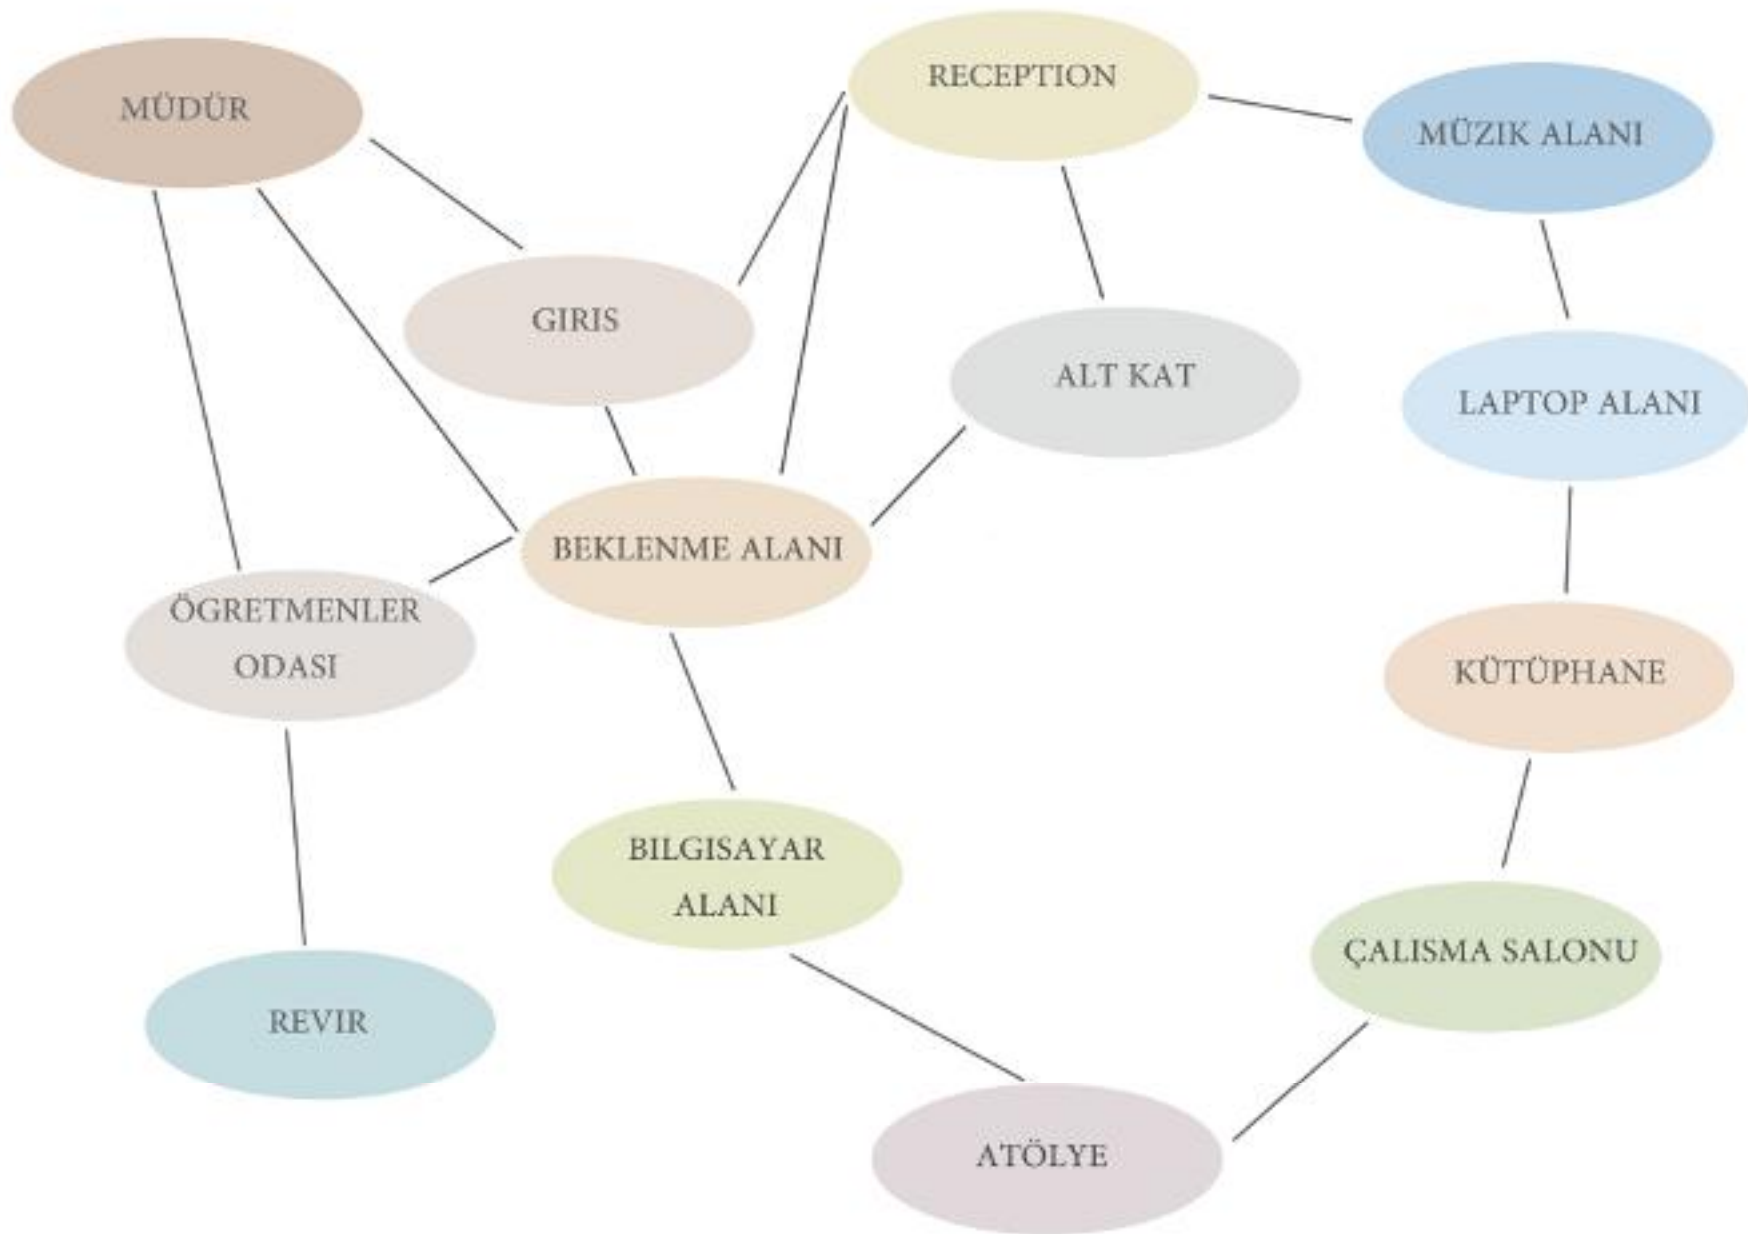 RECEPTION
MÜDÜR
MÜZIK ALANI
GIRIS
ALT KAT
LAPTOP ALANI
BEKLENME ALANI
ÖGRETMENLER
ODASI
KÜTÜPHANE
BILGISAYAR
ALANI
ÇALISMA SALONU
REVIR
ATÖLYE